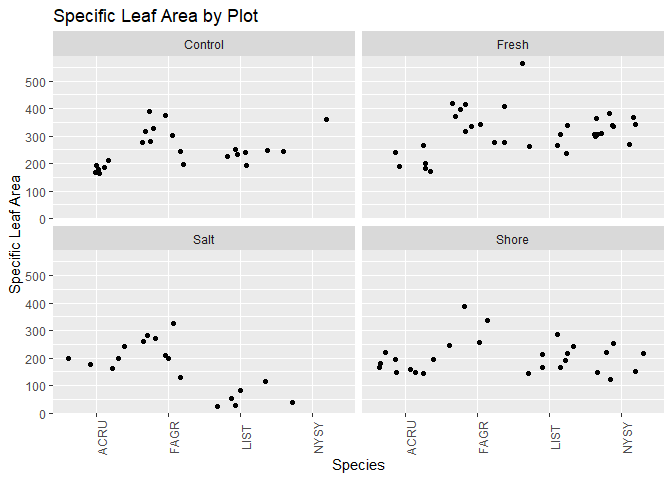 Specific Leaf Area by Plot
Control
Fresh
500
400
300
200
100
0
Salt
Shore
500
400
300
200
100
0
Specific Leaf Area
ACRU
FAGR
LIST
NYSY
ACRU
FAGR
LIST
NYSY
Species